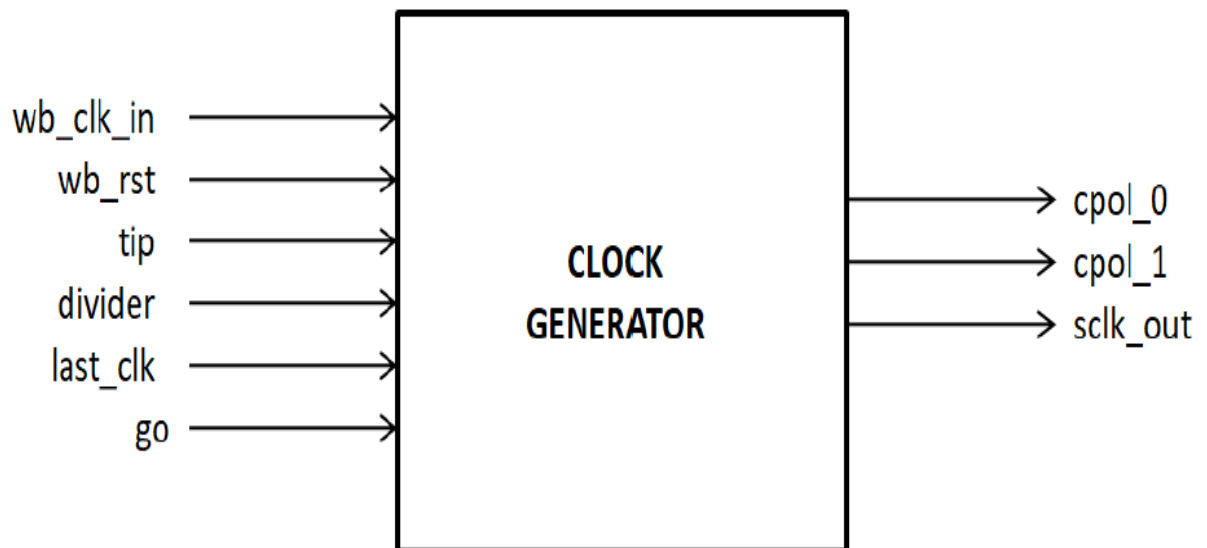 wb_clk_in
wb_rst
tip
divider
last_clk
go
CLOCK
GENERATOR
cpol_0
cpol_1
sclk_out